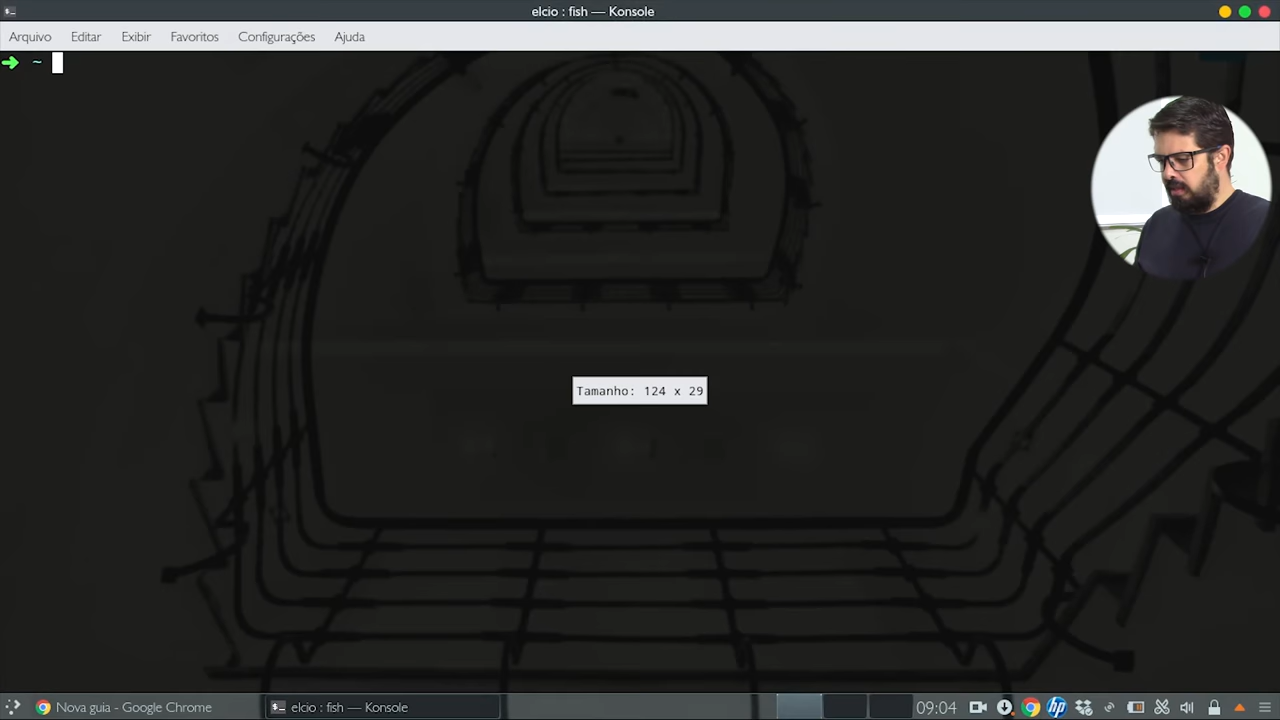 elcio : fish — Konsole
Arquivo Editar Exibir Favoritos Configurações Ajuda
➜ ~
Tamanho: 124 x 29
Nova guia - Google Chrome
elcio : fish — Konsole
09:04
hp